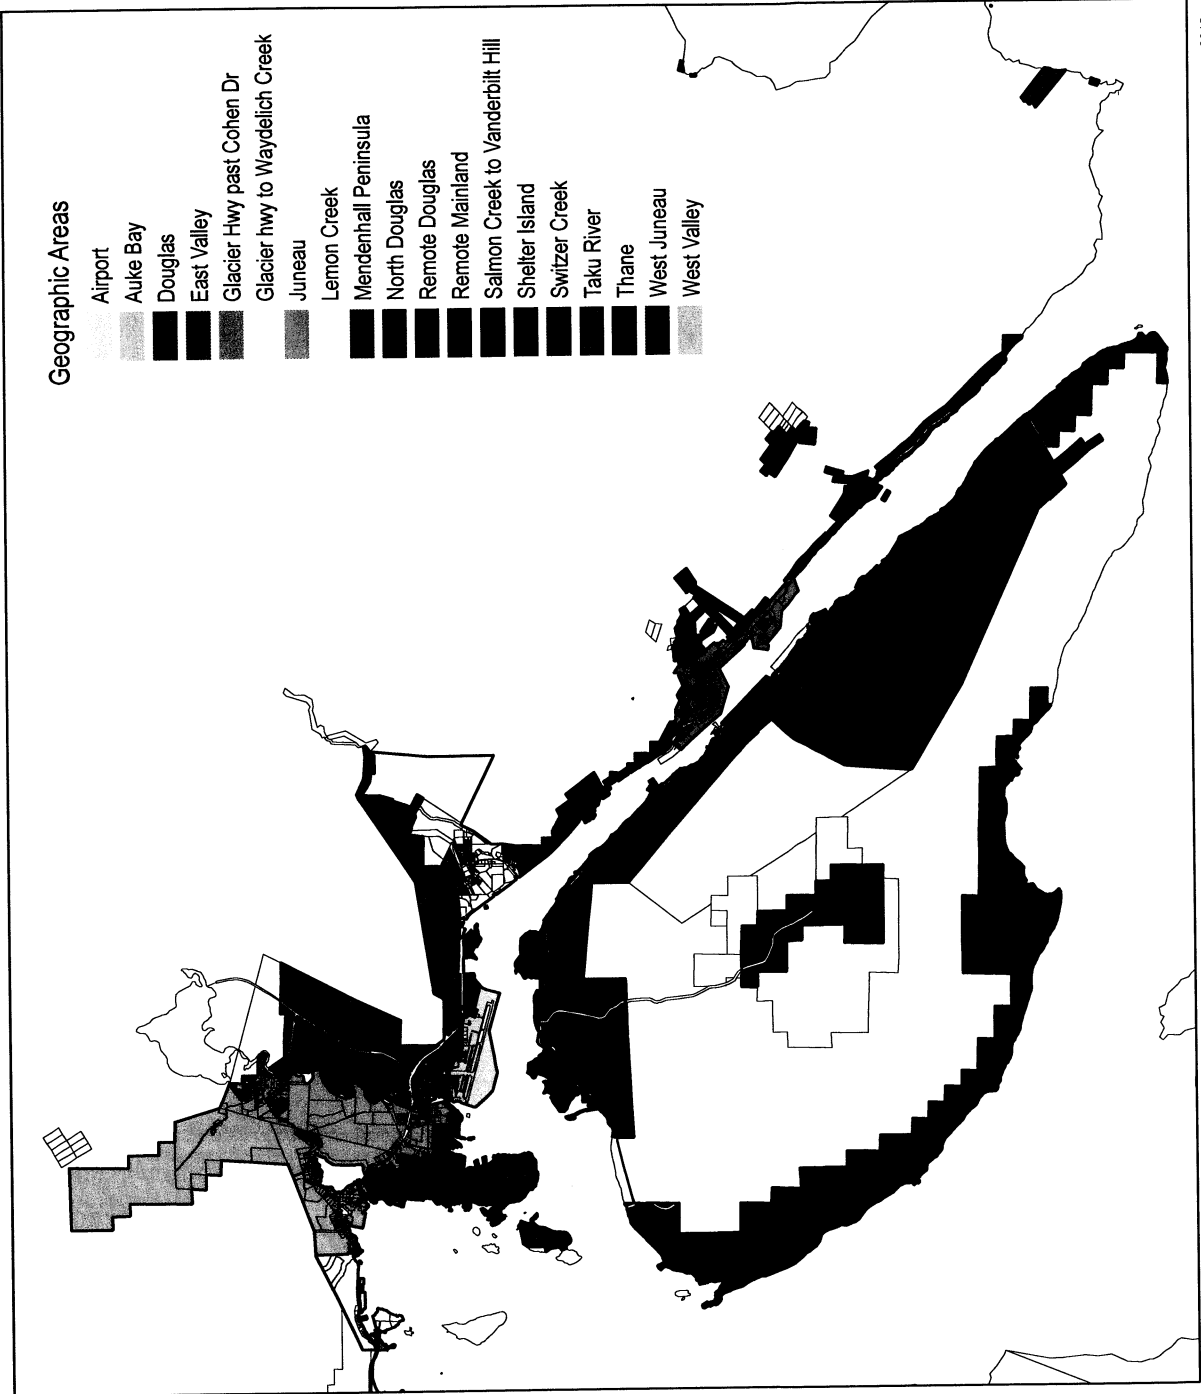 Geographic Areas
Airport
Auke Bay
Douglas
East Valley
Glacier Hwy past Cohen Dr
Glacier hwy to Waydelich Creek
Juneau
Lemon Creek
Mendenhall Peninsula
North Douglas
Remote Douglas
Remote Mainland
Salmon Creek to Vanderbilt Hill
Shelter Island
Switzer Creek
Taku River
Thane
West Juneau
West Valley